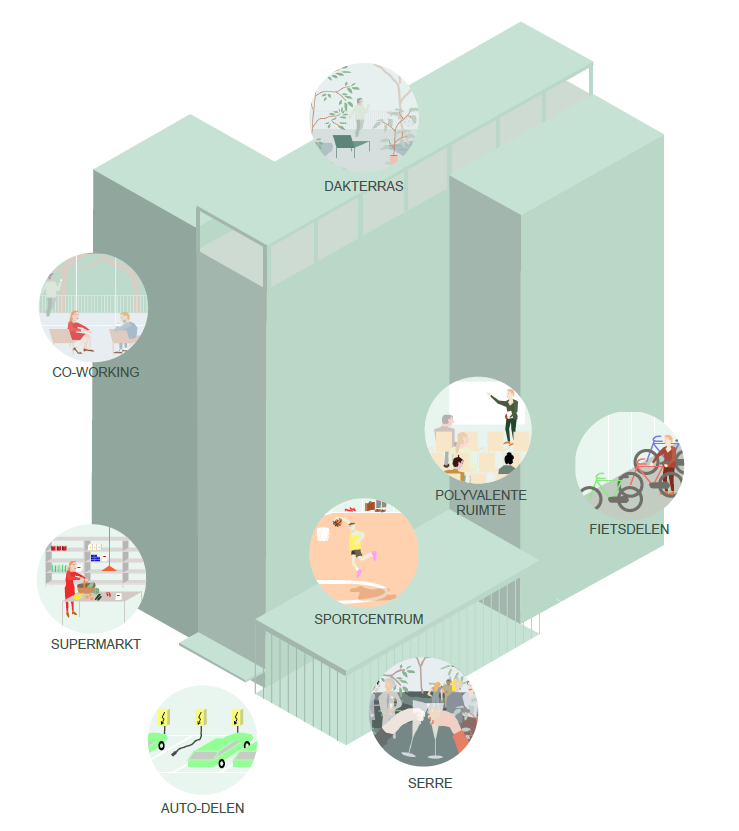 DAKTERRAS
CO-WORKING
POLYVALENTE
RUIMTE
FIETSDELEN
SPORTCENTRUM
SUPERMARKT
SERRE
AUTO-DELEN